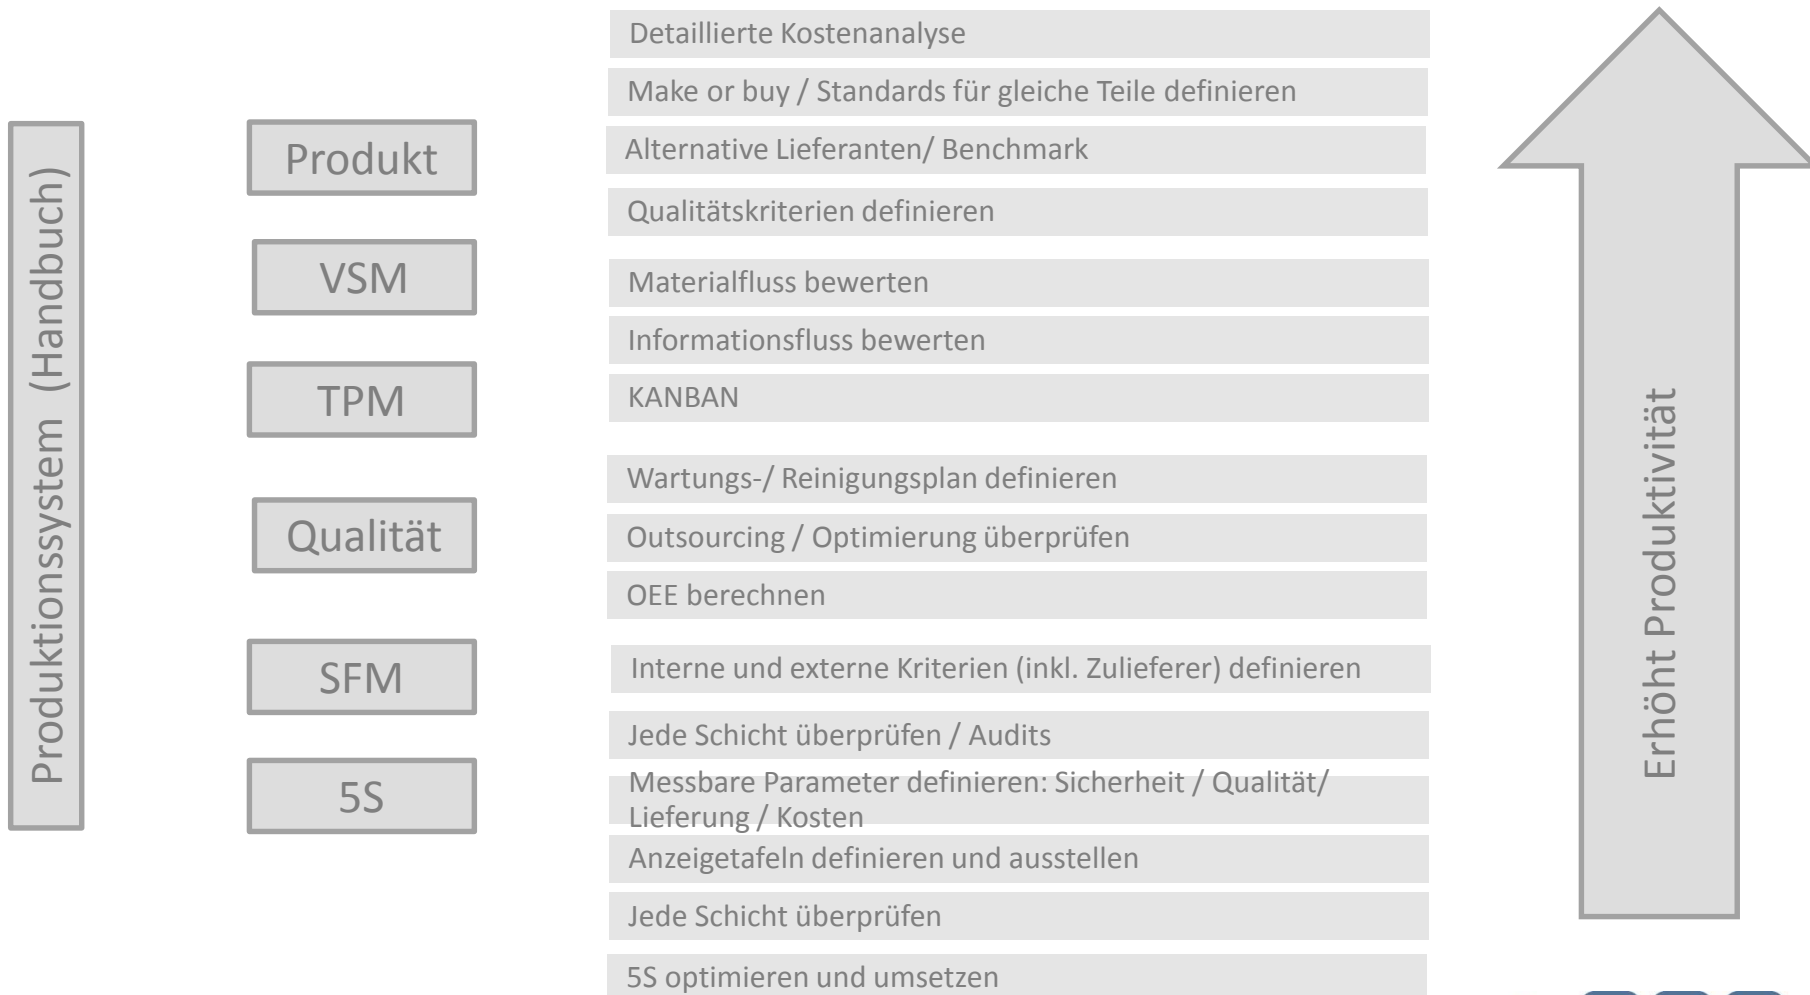 Produktionssystem (Handbuch)
Produkt
VSM
TPM
Qualität
SFM
5S
Detaillierte Kostenanalyse
Make or buy / Standards für gleiche Teile definieren
Alternative Lieferanten/ Benchmark
Qualitätskriterien definieren
Materialfluss bewerten
Informationsfluss bewerten
KANBAN
Wartungs-/ Reinigungsplan definieren
Outsourcing / Optimierung überprüfen
OEE berechnen
Interne und externe Kriterien (inkl. Zulieferer) definieren
Jede Schicht überprüfen / Audits
Messbare Parameter definieren: Sicherheit / Qualität/
Lieferung / Kosten
Anzeigetafeln definieren und ausstellen
Jede Schicht überprüfen
5S optimieren und umsetzen
Erhöht Produktivität